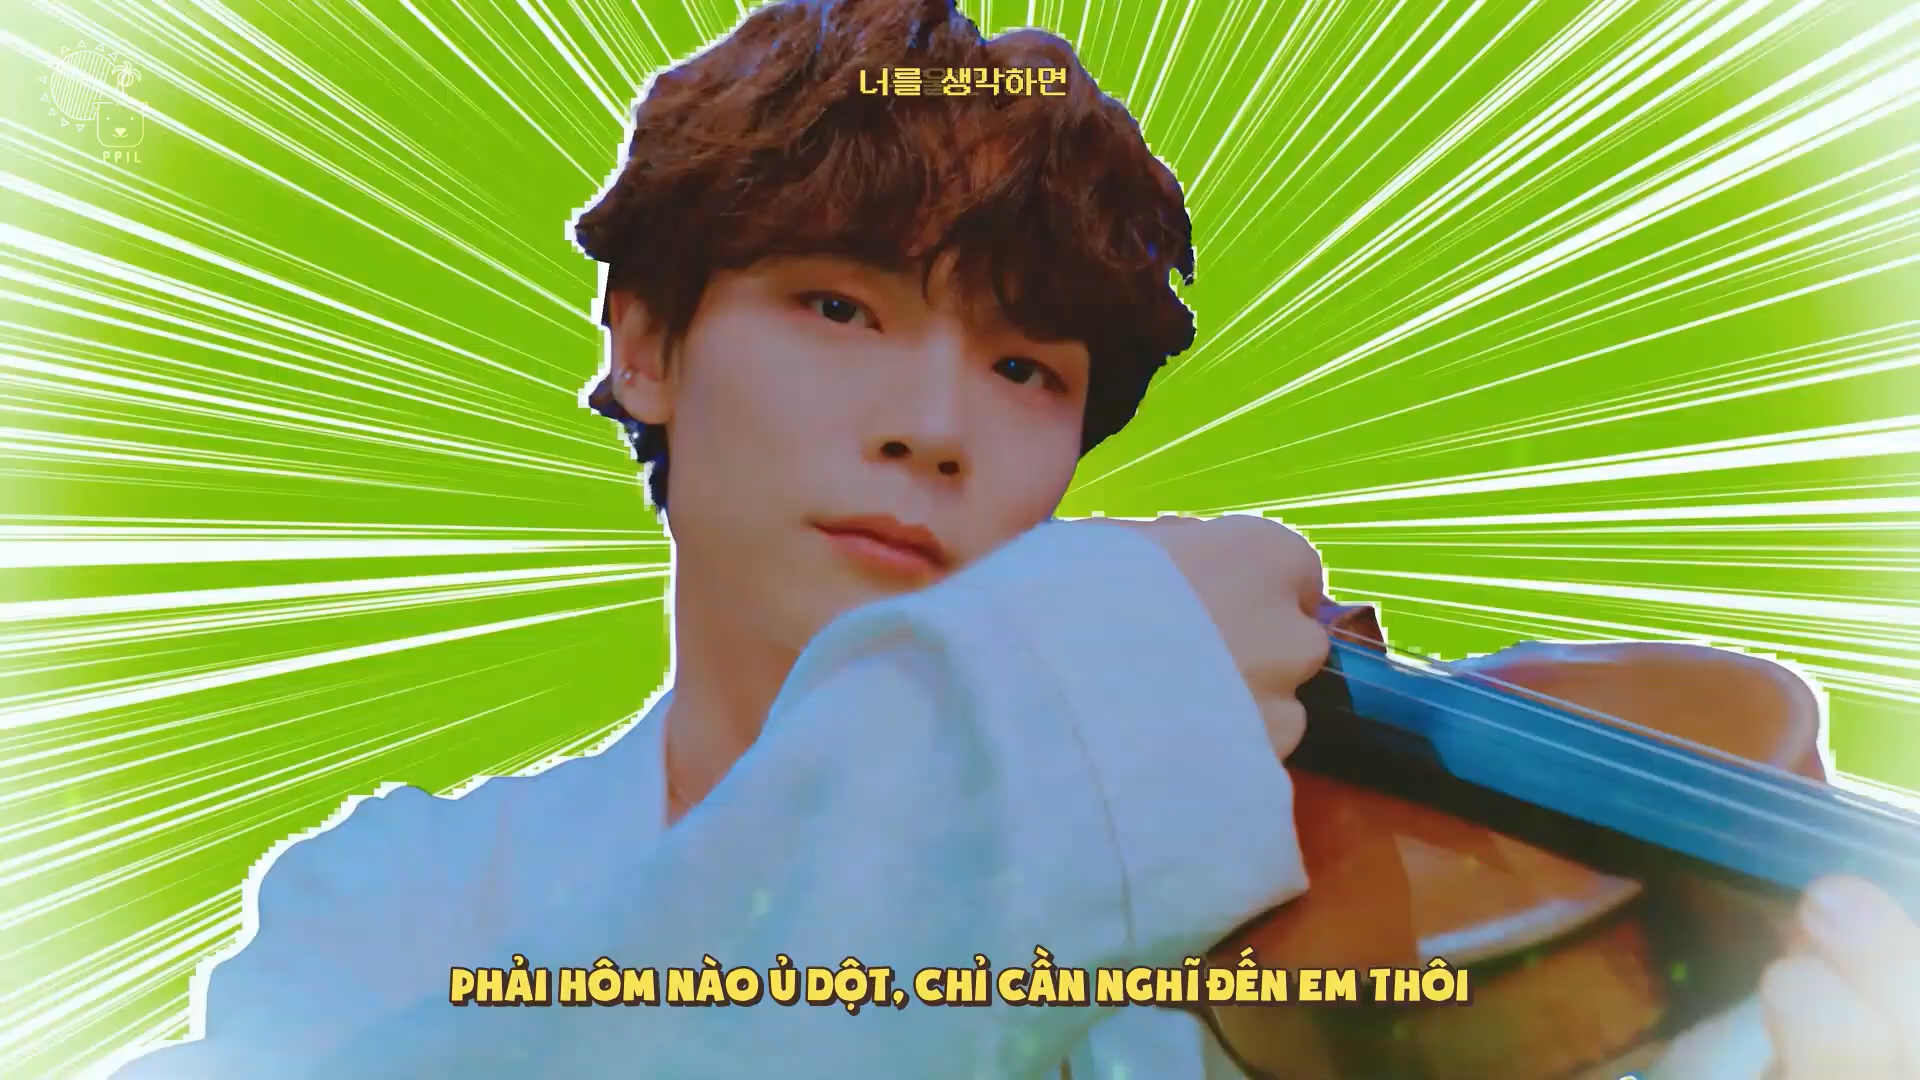 너를 생각하면
PPIL
PHẢI HÔM NÀO Ủ DỘT, CHỈ CẦN NGHĨ ĐẾN EM THÔI